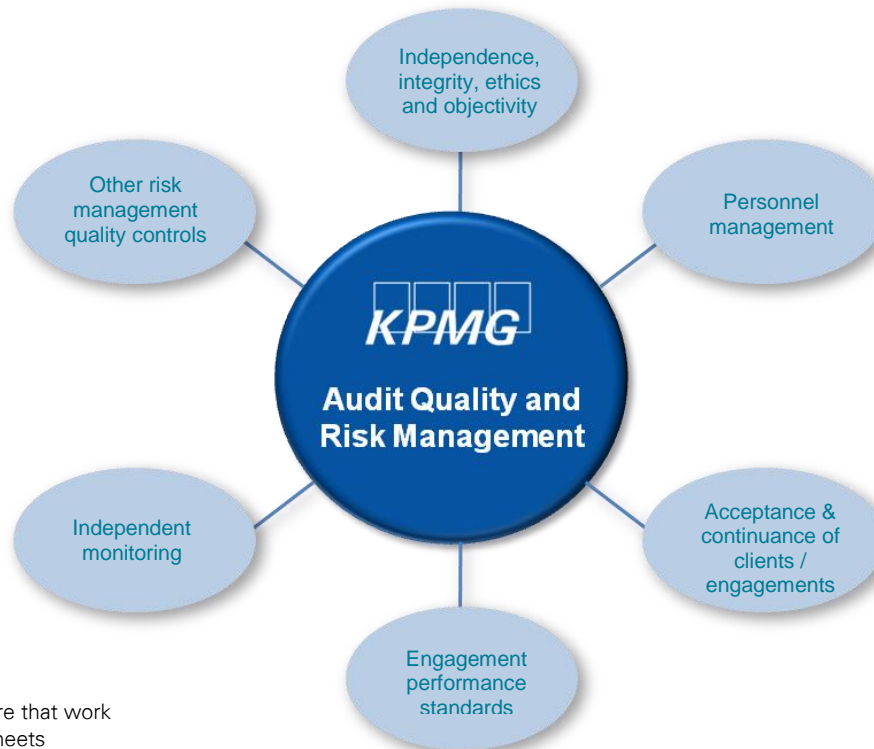 Independence,
integrity, ethics
and objectivity
Other risk
management
quality controls
Personnel
management
KPMG
Audit Quality and
Risk Management
Independent
monitoring
Acceptance &
continuance of
clients /
engagements
Engagement
performance
standards
re that work
neets